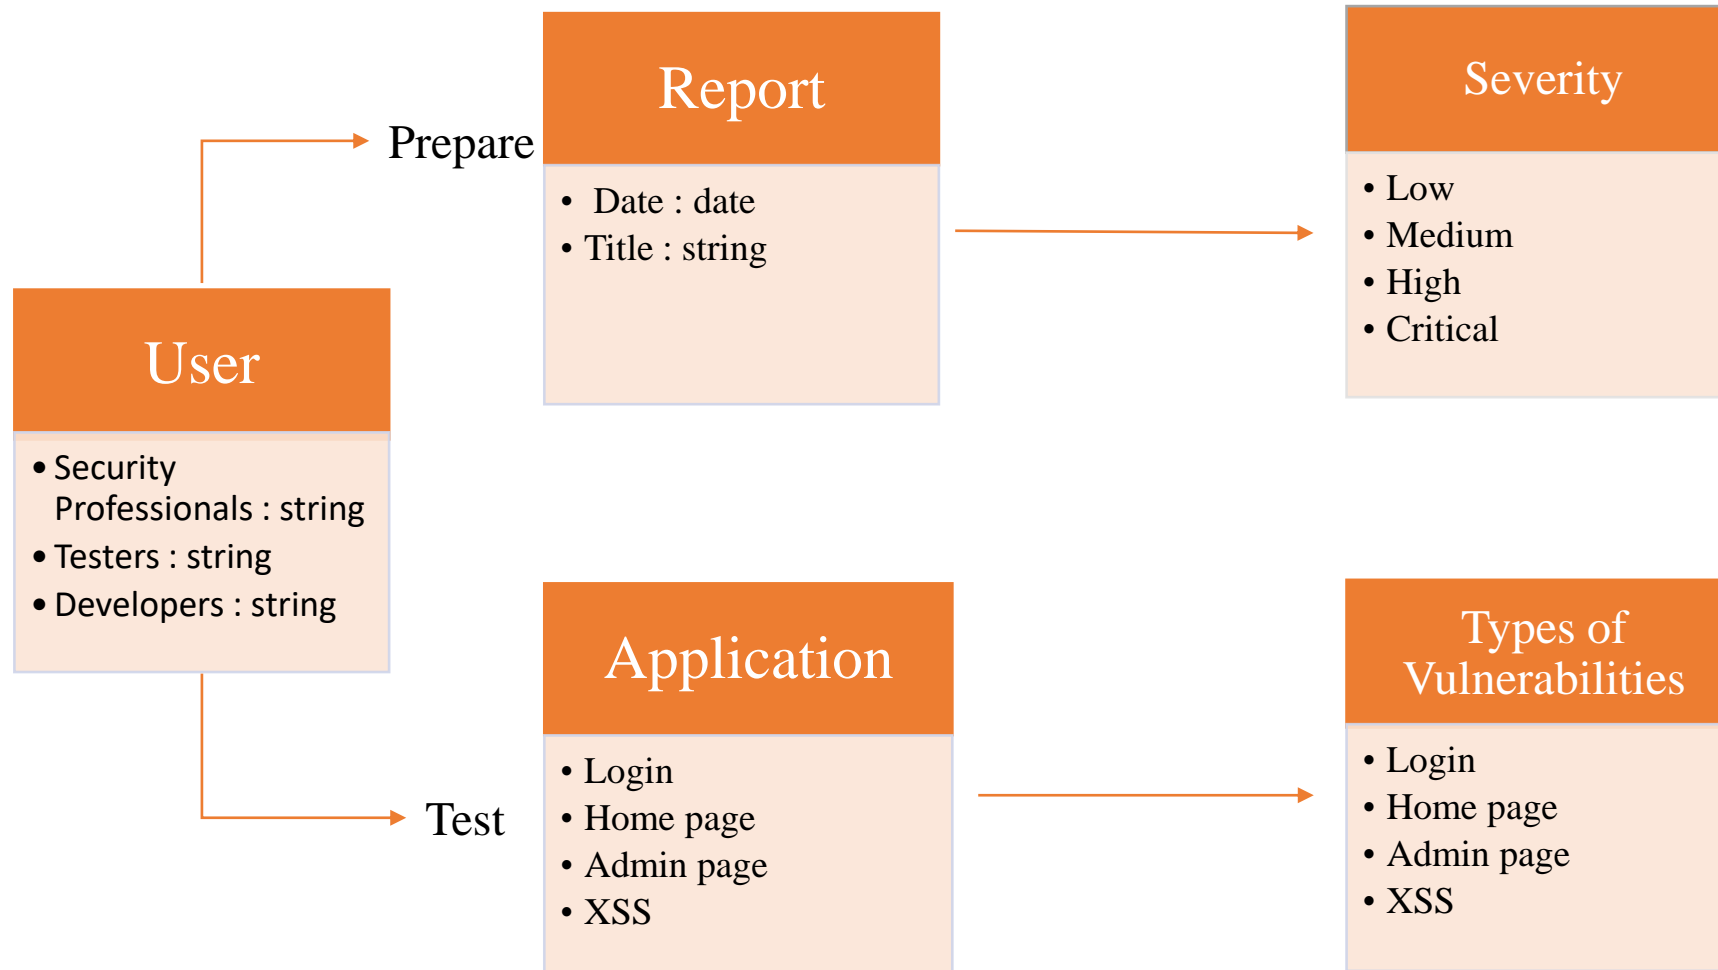 Report
Severity
Prepare
• Date : date
• Title : string
• Low
• Medium
• High
• Critical
User
• Security
Professionals : string
• Testers : string
• Developers : string
Application
Types of
Vulnerabilities
Test
• Login
• Home page
• Admin page
• XSS
• Login
• Home page
• Admin page
• XSS